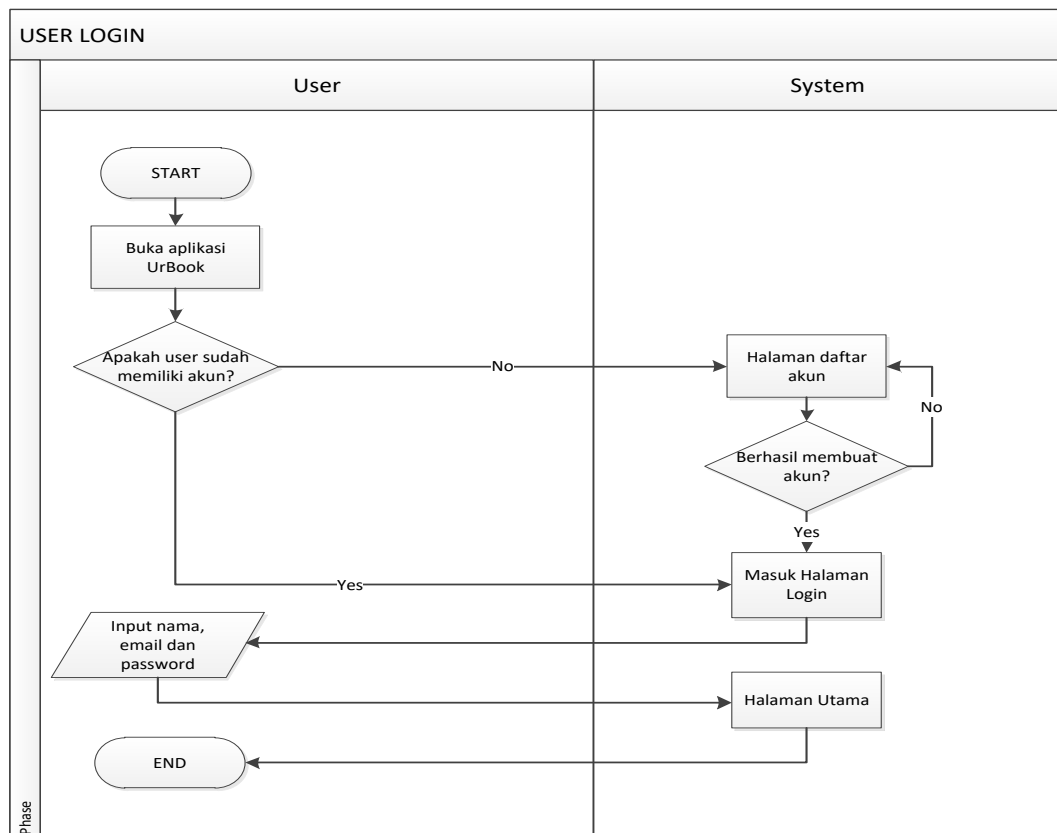 USER LOGIN
User
System
START
Buka aplikasi
UrBook
Apakah user sudah
memiliki akun?
No
Halaman daftar
akun
No
Berhasil membuat
akun?
Yes
Yes
Masuk Halaman
Login
Input nama,
email dan
password
Halaman Utama
END
Phase